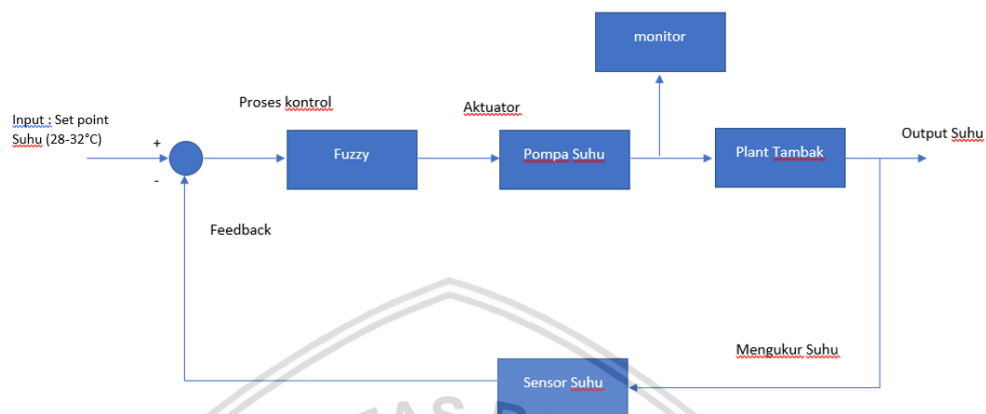 monitor
Proses kontrol
Aktuator
Input : Set point
Suhu (28-32°C)
+
-
Fuzzy
Pompa Suhu
Plant Tambak
Output Suhu
Feedback
Mengukur Suhu
Sensor Suhu